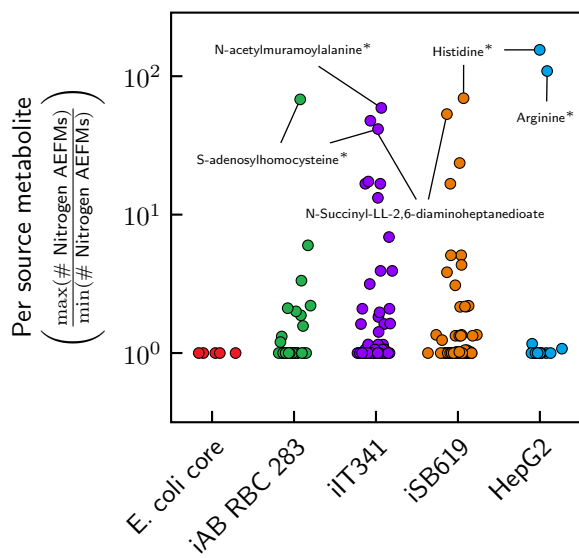 N-acetylmuramoylalanine*
Histidine*
10²
Arginine*
S-adenosylhomocysteine*
N-Succinyl-LL-2,6-diaminoheptanedioate
10¹
10⁰
Per source metabolite
(max(# Nitrogen AEFMs)
min(# Nitrogen AEFMs))
E. coli core
iAB RBC 283
iIT341
iSB619
HepG2